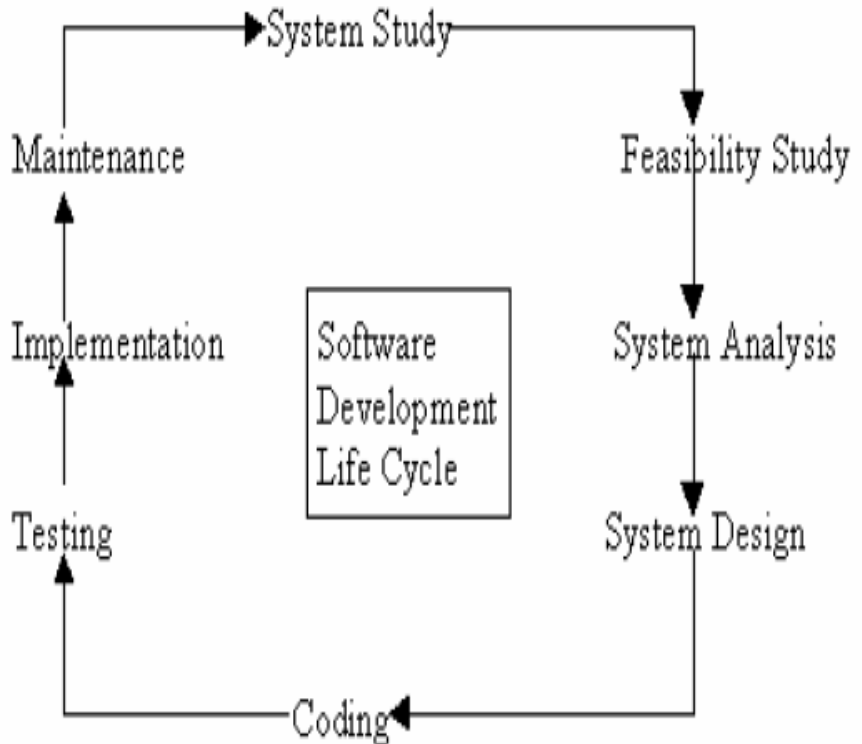 System Study
Maintenance
Feasibility Study
Implementation
Software
Development
Life Cycle
System Analysis
Testing
System Design
Coding